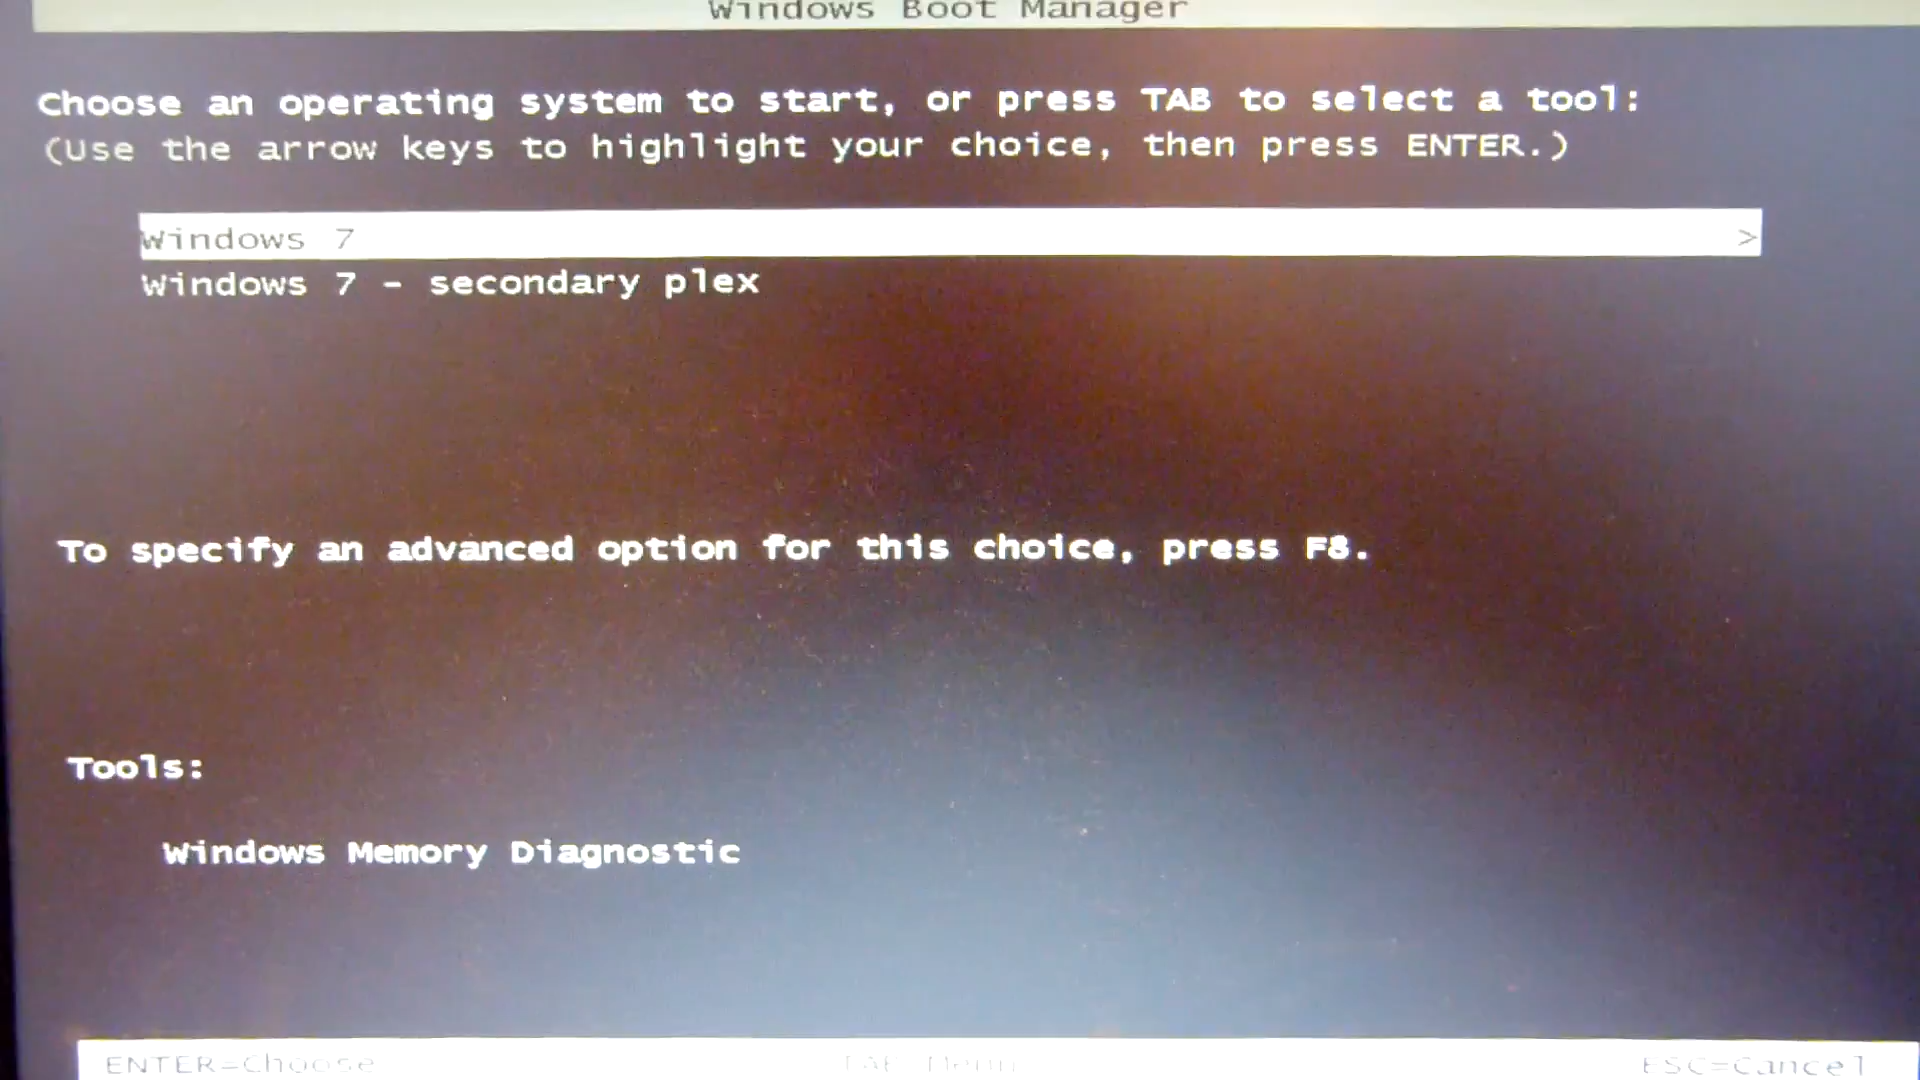 Windows Boot Manager
Choose an operating system to start, or press TAB to select a tool:
(Use the arrow keys to highlight your choice, then press ENTER.)
Windows 7 >
Windows 7 - secondary plex
To specify an advanced option for this choice, press F8.
Tools:
Windows Memory Diagnostic
ENTER=Choose TAB=Menu ESC=Cancel